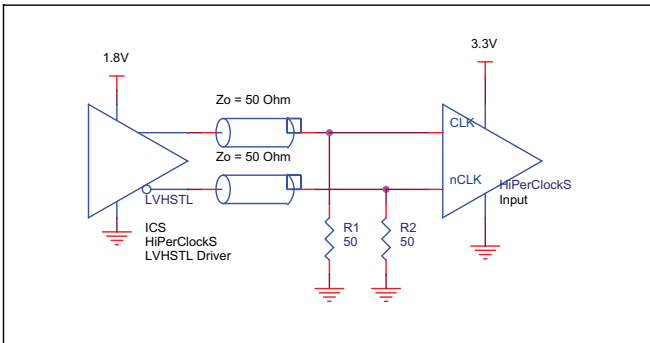 1.8V
3.3V
Zo = 50 Ohm
CLK
Zo = 50 Ohm
nCLK
HiPerClockS
Input
LVHSTL
ICS
HiPerClockS
LVHSTL Driver
R1
50
R2
50